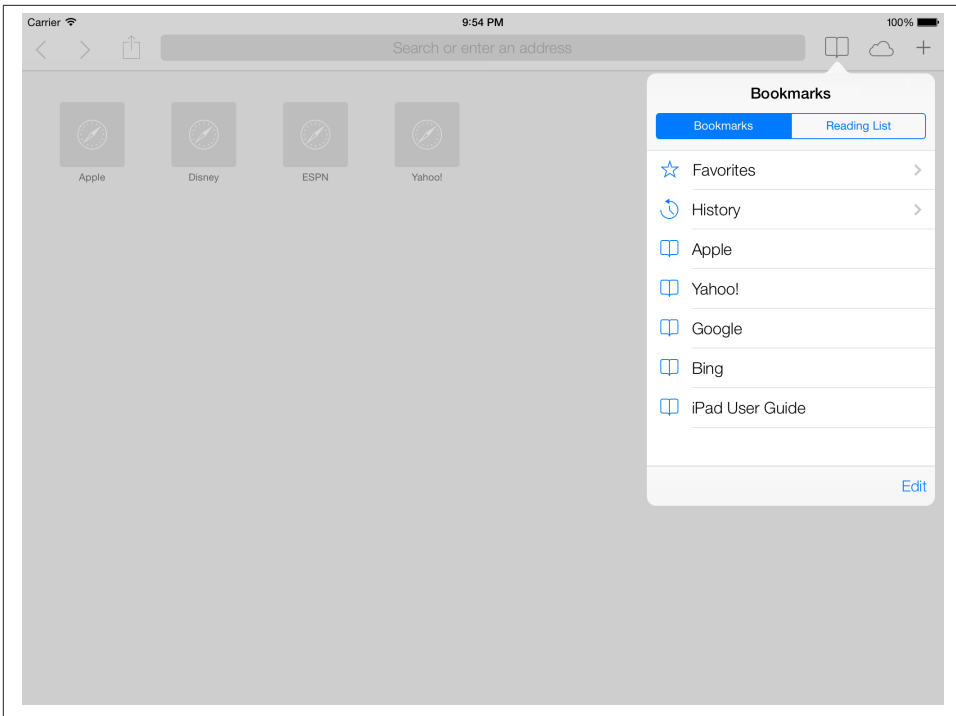 Carrier 9:54 PM 100%
Search or enter an address
Bookmarks
Bookmarks Reading List
Apple Disney ESPN Yahoo!
Favorites
History
Apple
Yahoo!
Google
Bing
iPad User Guide
Edit